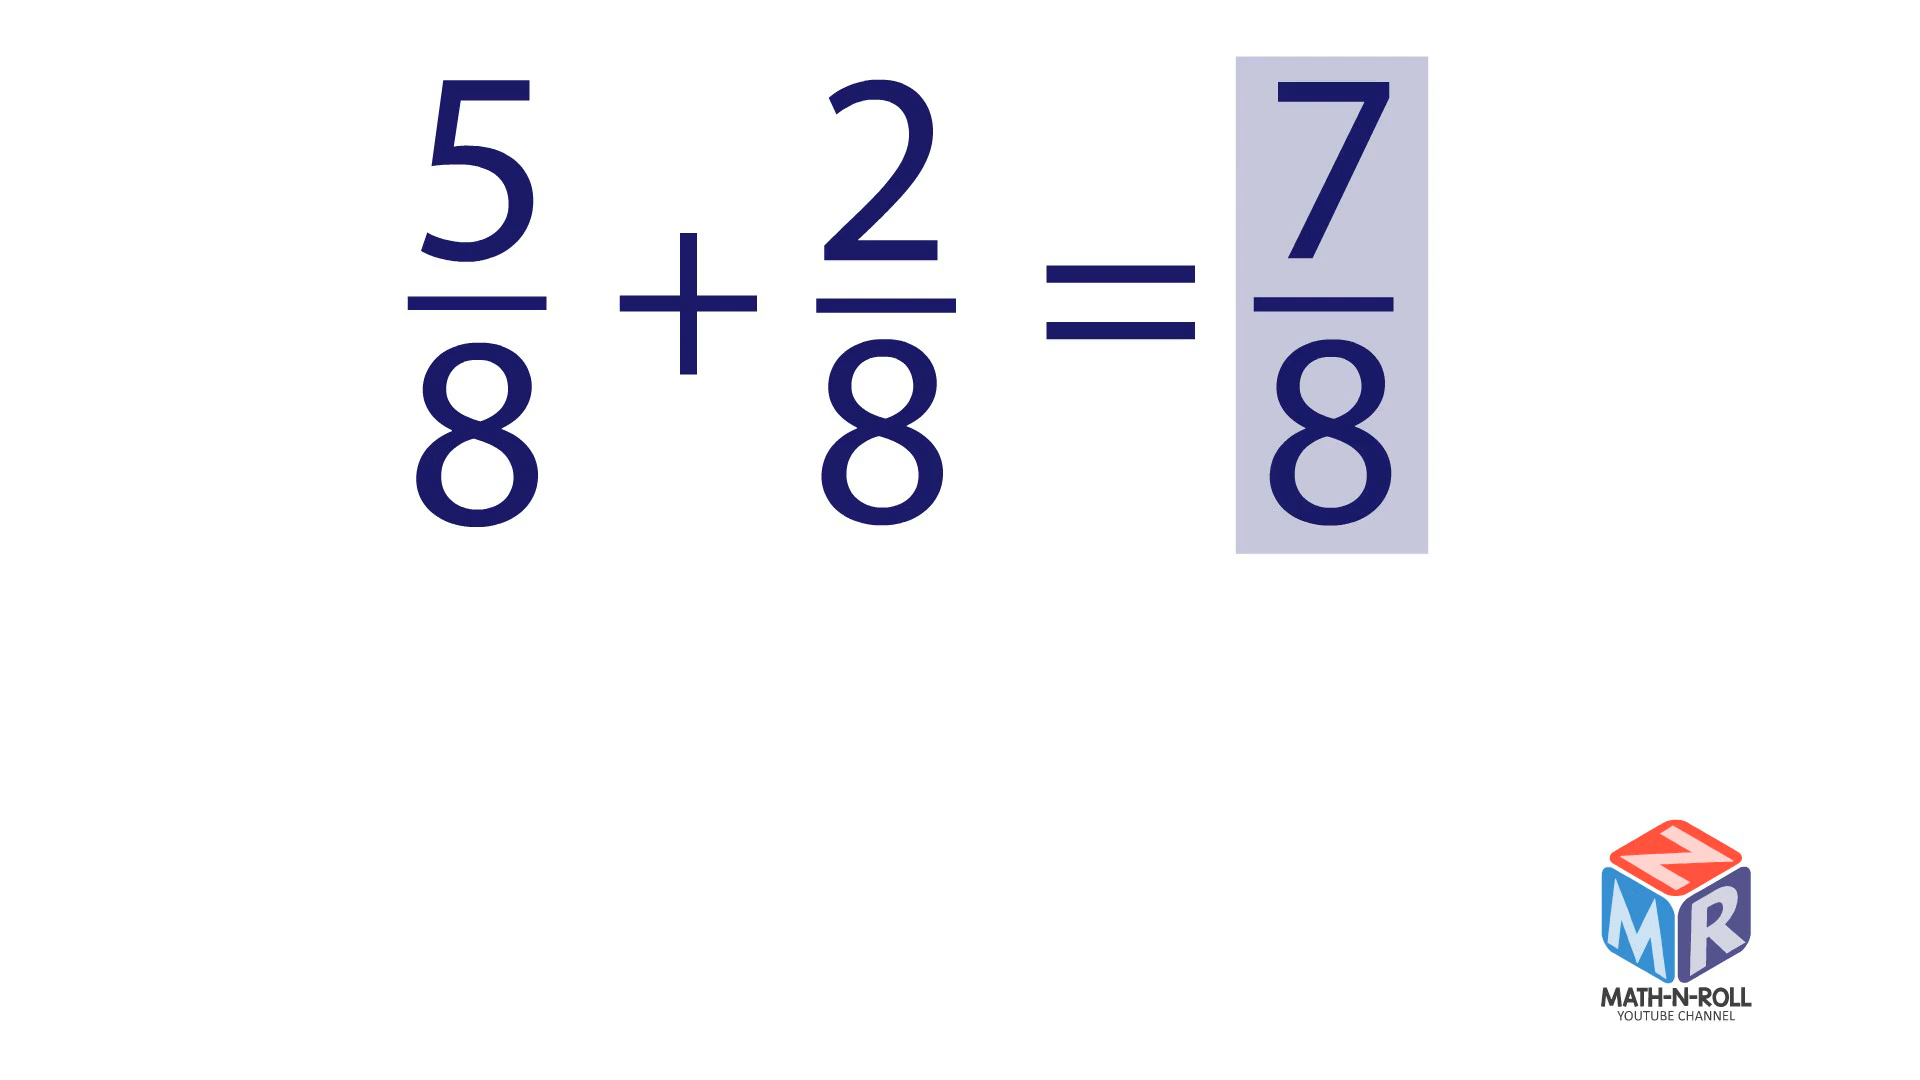 5/8 + 2/8 = 7/8
N
M R
MATH-N-ROLL
YOUTUBE CHANNEL